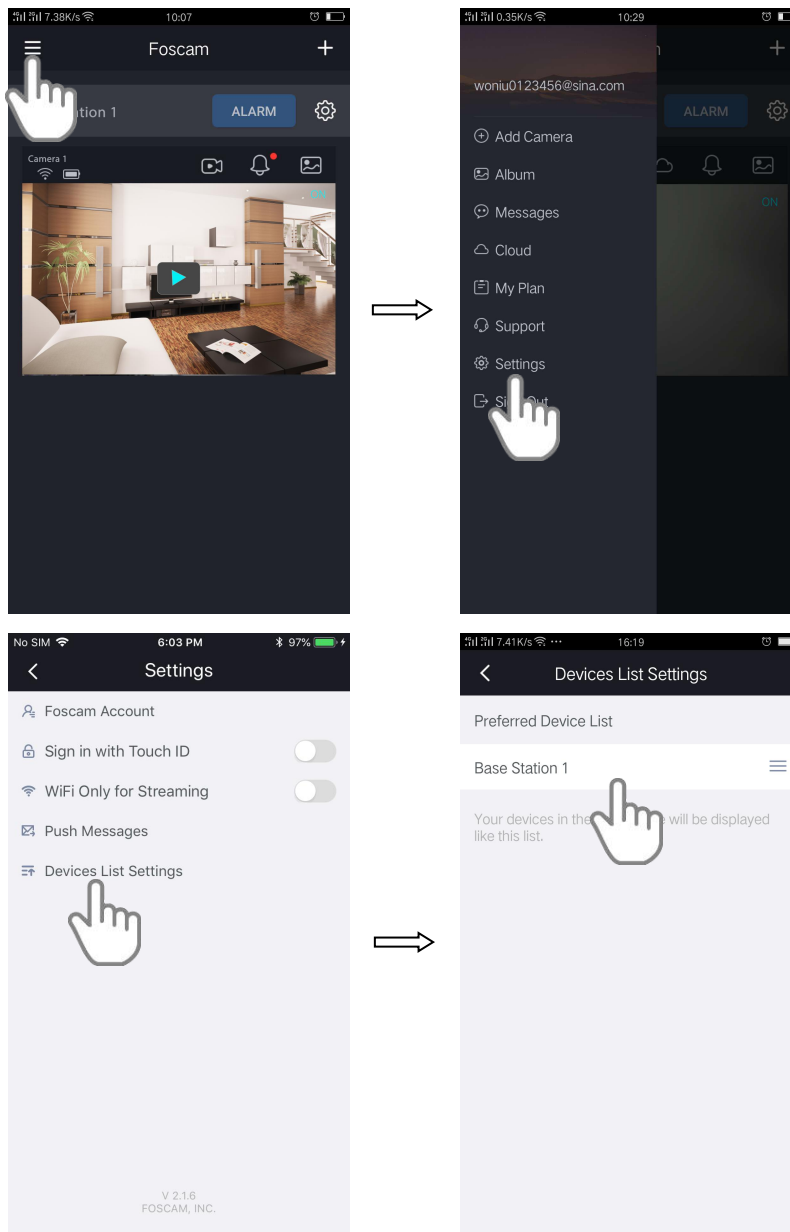 7.38K/s 10:07
Foscam
tion 1 ALARM
Camera 1
0.35K/s 10:29
woniu0123456@sina.com
ALARM
Add Camera
Album
Messages
ON
Cloud
My Plan
Support
Settings
Out
No SIM 6:03 PM 97%
Settings
Foscam Account
Sign in with Touch ID
WiFi Only for Streaming
Push Messages
Devices List Settings
V 2.1.6
FOSCAM, INC.
7.41K/s ··· 16:19
Devices List Settings
Preferred Device List
Base Station 1
Your devices in the will be displayed
like this list.